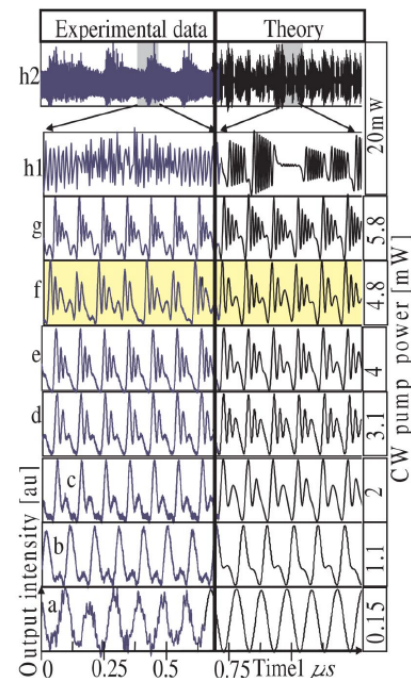 Experimental data
Theory
h2
20mw
h1
g
5.8
f
4.8
e
4
d
3.1
c
2
b
1.1
a
0.15
CW pump power [mW]
Output intensity [au]
0 0.25 0.5 0.75 Timel μs